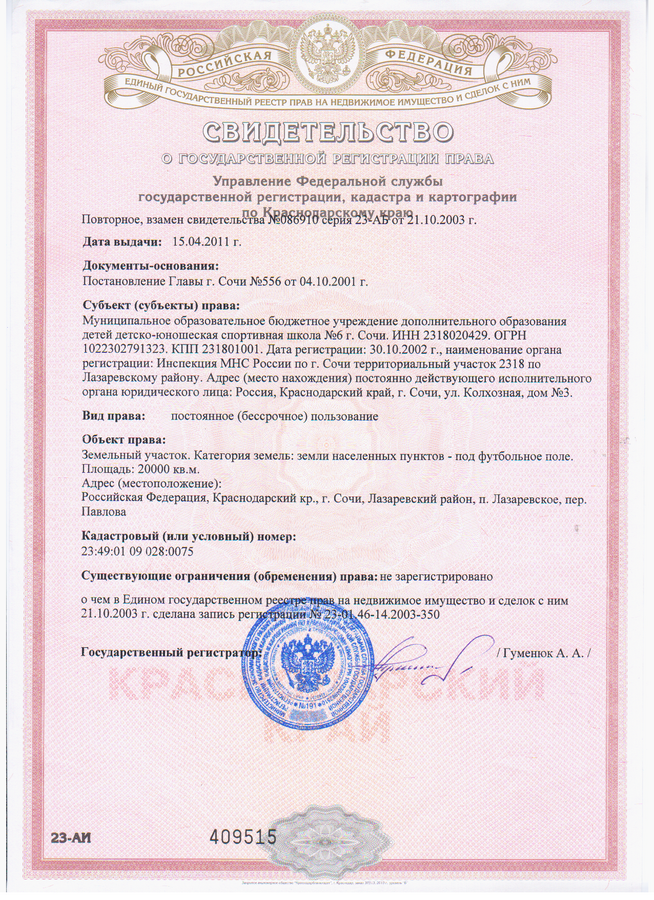 РОССИЙСКАЯ ФЕДЕРАЦИЯ
ЕДИНЫЙ ГОСУДАРСТВЕННЫЙ РЕЕСТР ПРАВ НА НЕДВИЖИМОЕ ИМУЩЕСТВО И СДЕЛОК С НИМ
СВИДЕТЕЛЬСТВО
О ГОСУДАРСТВЕННОЙ РЕГИСТРАЦИИ ПРАВА
Управление Федеральной службы
государственной регистрации, кадастра и картографии
по Краснодарскому краю
Повторное, взамен свидетельства №086910 серия 23-АБ от 21.10.2003 г.
Дата выдачи: 15.04.2011 г.
Документы-основания:
Постановление Главы г. Сочи №556 от 04.10.2001 г.
Субъект (субъекты) права:
Муниципальное образовательное бюджетное учреждение дополнительного образования
детей детско-юношеская спортивная школа №6 г. Сочи. ИНН 2318020429. ОГРН
1022302791323. КПП 231801001. Дата регистрации: 30.10.2002 г., наименование органа
регистрации: Инспекция МНС России по г. Сочи территориальный участок 2318 по
Лазаревскому району. Адрес (место нахождения) постоянно действующего исполнительного
органа юридического лица: Россия, Краснодарский край, г. Сочи, ул. Колхозная, дом №3.
Вид права: постоянное (бессрочное) пользование
Объект права:
Земельный участок. Категория земель: земли населенных пунктов - под футбольное поле.
Площадь: 20000 кв.м.
Адрес (местоположение):
Российская Федерация, Краснодарский кр., г. Сочи, Лазаревский район, п. Лазаревское, пер.
Павлова
Кадастровый (или условный) номер:
23:49:01 09 028:0075
Существующие ограничения (обременения) права: не зарегистрировано
о чем в Едином государственном реестре прав на недвижимое имущество и сделок с ним
21.10.2003 г. сделана запись регистрации № 23-01.46-14.2003-350
Государственный регистратор: / Гуменюк А. А. /
№191
КРАСНОДАРСКИЙ
КРАЙ
23-АИ 409515